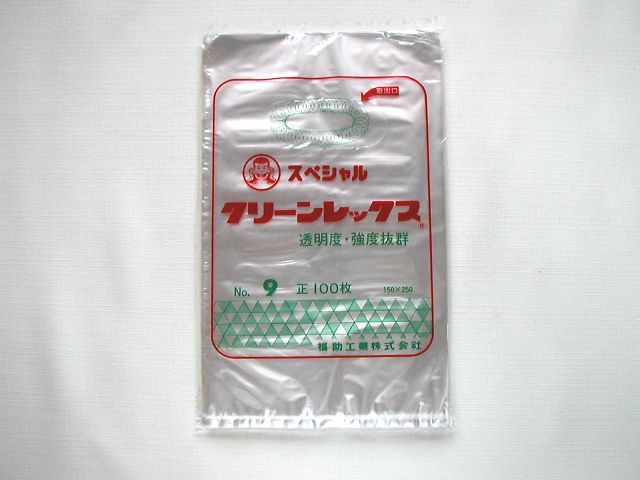 取出口
スペシャル
クリーンレックス®
透明度・強度抜群
No. 9 正100枚 150×250
福助工業株式会社